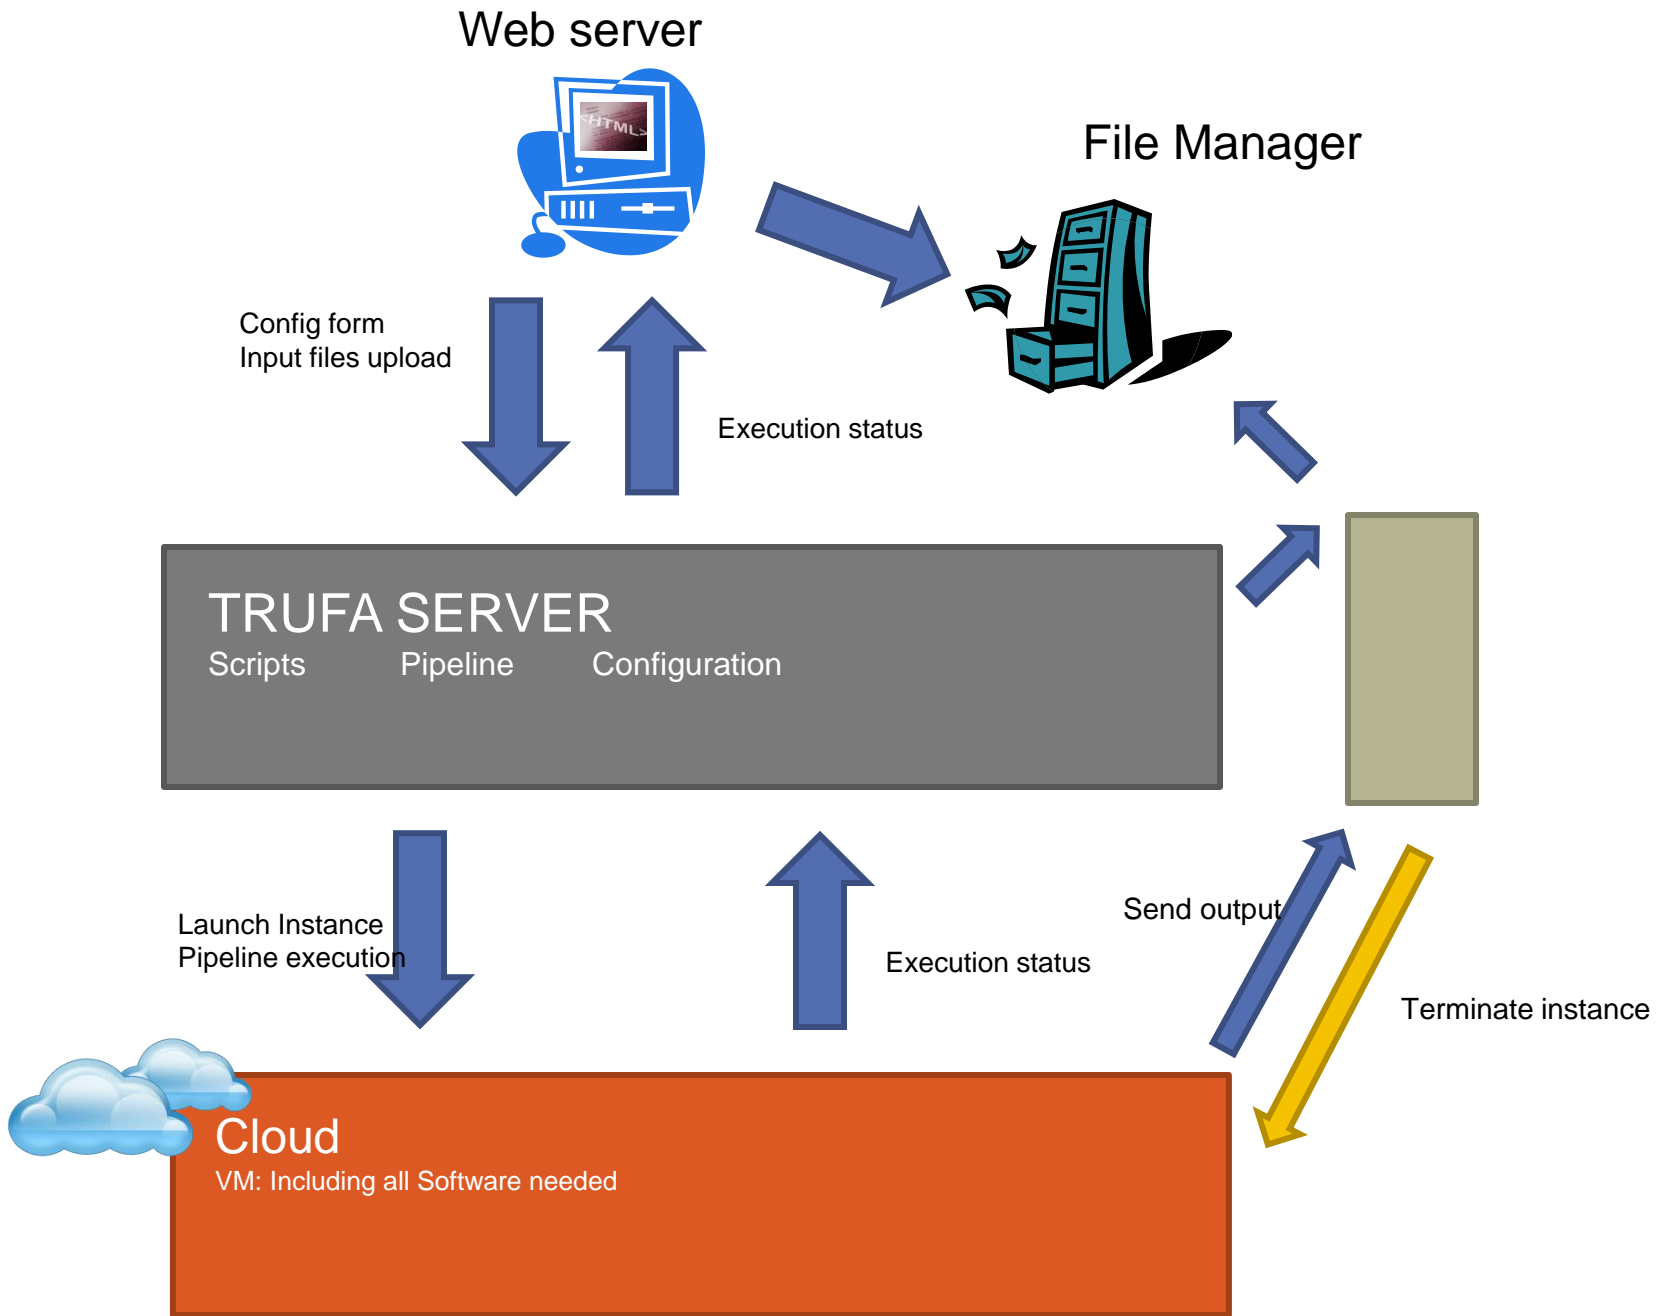 Web server
<HTML>
File Manager
Config form
Input files upload
Execution status
TRUFA SERVER
Scripts Pipeline Configuration
Launch Instance
Pipeline execution
Execution status
Send output
Terminate instance
Cloud
VM: Including all Software needed